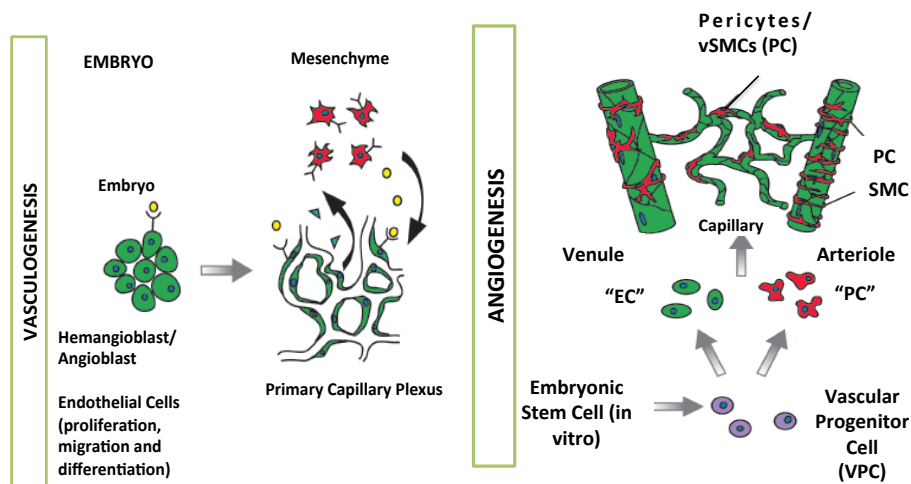 VASCULOGENESIS
EMBRYO
Mesenchyme
Embryo
Hemangioblast/
Angioblast
Endothelial Cells
(proliferation,
migration and
differentiation)
Primary Capillary Plexus
ANGIOGENESIS
Pericytes/
vSMCs (PC)
PC
SMC
Capillary
Venule
Arteriole
“EC”
“PC”
Embryonic
Stem Cell (in
vitro)
Vascular
Progenitor
Cell
(VPC)